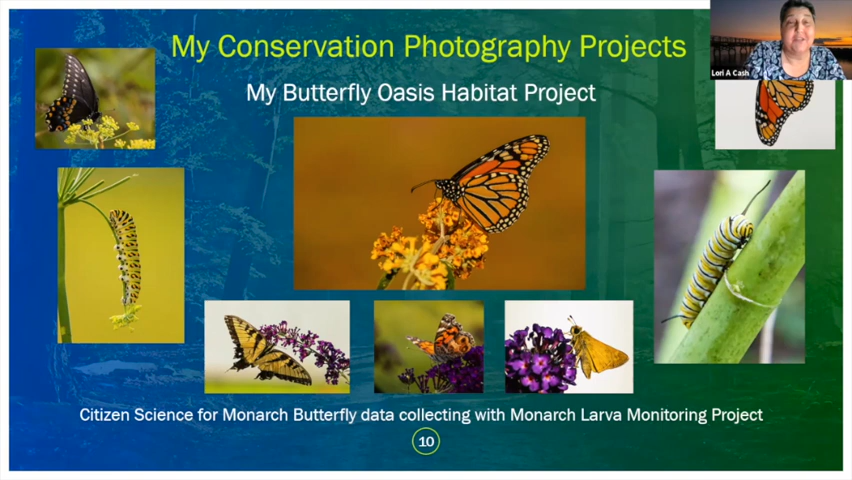 My Conservation Photography Projects
Lori A Cash
My Butterfly Oasis Habitat Project
Citizen Science for Monarch Butterfly data collecting with Monarch Larva Monitoring Project
10